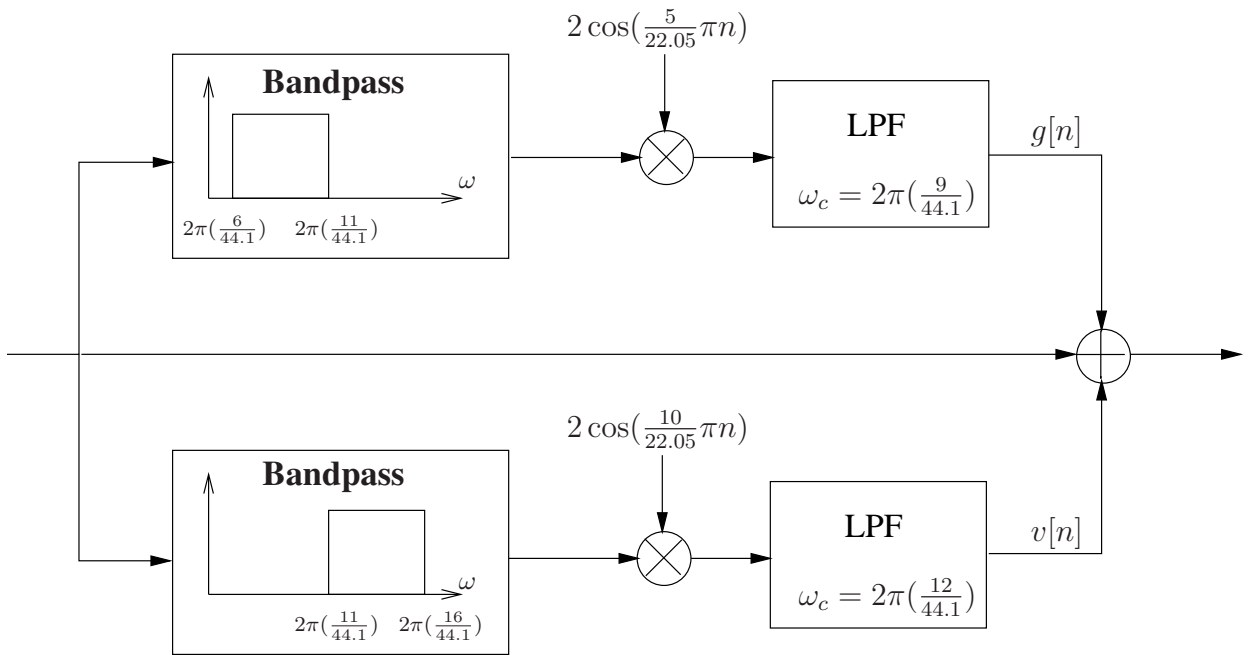 2 cos(5/22.05 πn)
Bandpass
ω
2π(6/44.1) 2π(11/44.1)
LPF
ω_c = 2π(9/44.1)
g[n]
2 cos(10/22.05 πn)
Bandpass
ω
2π(11/44.1) 2π(16/44.1)
LPF
ω_c = 2π(12/44.1)
v[n]